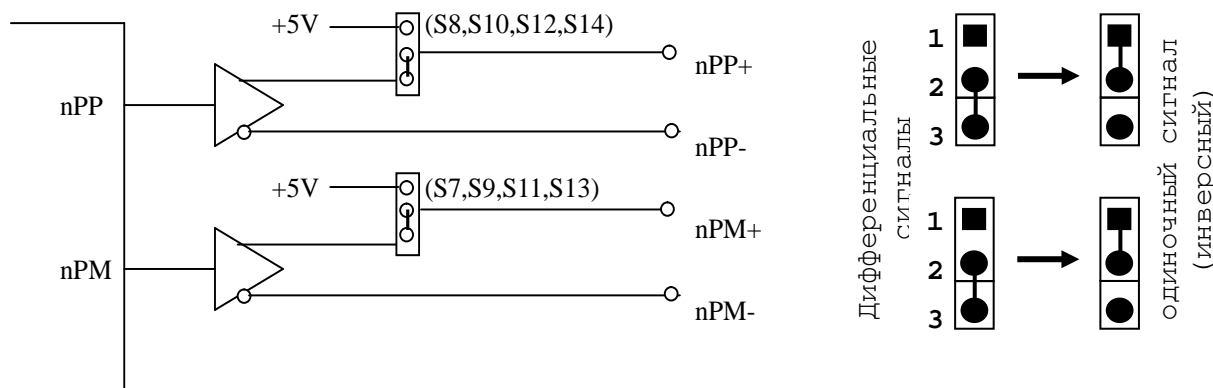 +5V
(S8,S10,S12,S14)
nPP+
nPP
nPP-
+5V
(S7,S9,S11,S13)
nPM+
nPM
nPM-
Дифференциальные
сигналы
1
2
3
1
2
3
одиночный сигнал
(инверсный)